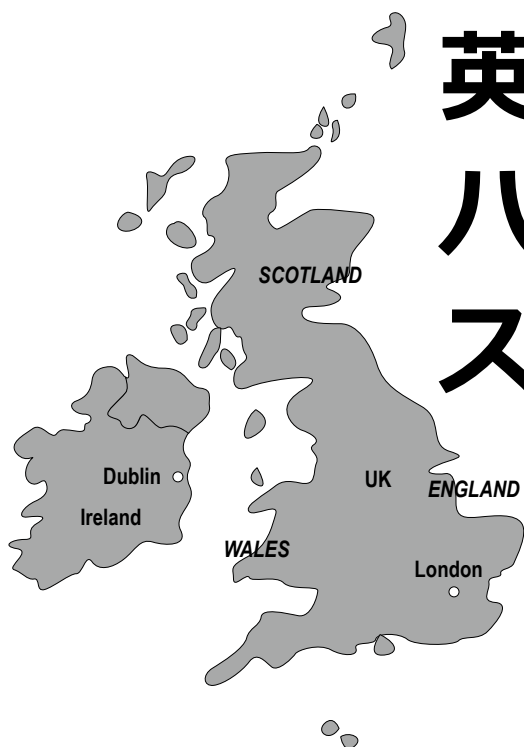 英
ハ
ス
SCOTLAND
Dublin
UK
ENGLAND
Ireland
WALES
London